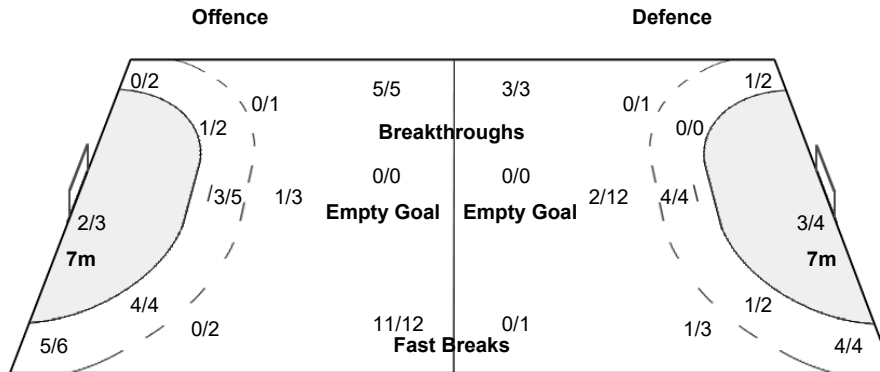 Offence Defence
0/2 5/5 3/3 1/2
0/1 0/1
1/2 Breakthroughs 0/0
0/0 0/0
3/5 1/3 2/12 4/4
2/3 Empty Goal Empty Goal 3/4
7m 7m
4/4 1/2
0/2 11/12 0/1 1/3
5/6 Fast Breaks 4/4